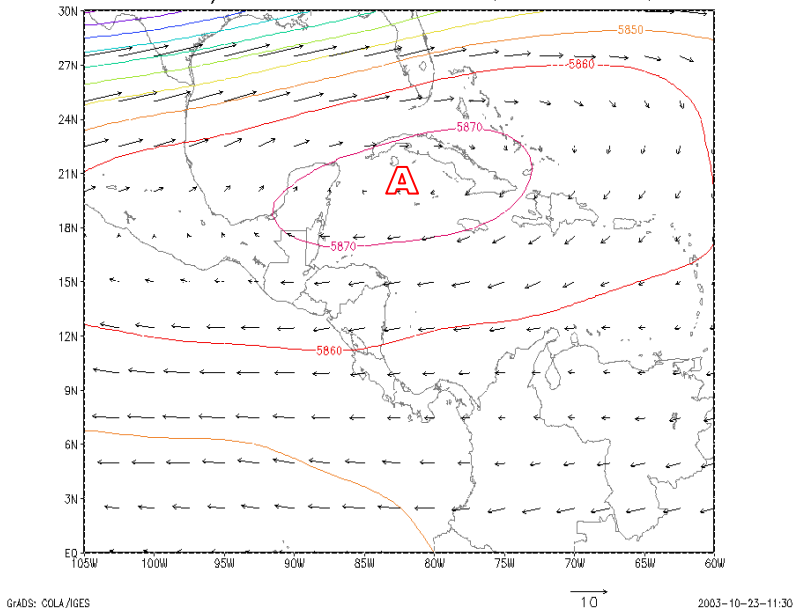 30N
5850
27N
5860
24N
5870
21N
A
18N
5870
15N
12N
5860
9N
6N
3N
EQ
105W 100W 95W 90W 85W 80W 75W 70W 65W 60W
10
GrADS: COLA/IGES
2003-10-23-11:30